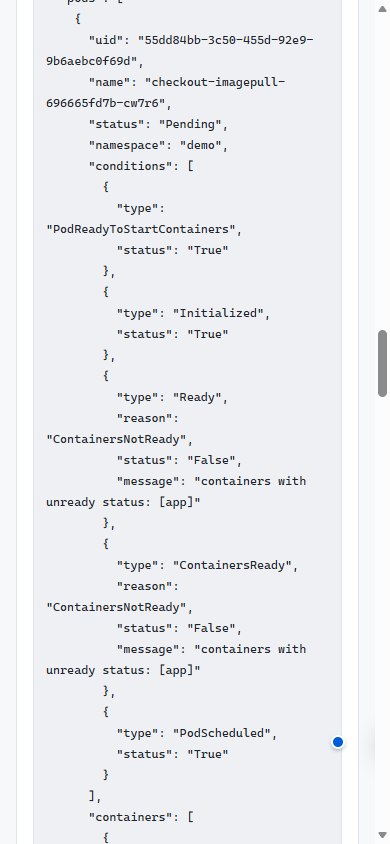 {
"uid": "55dd84bb-3c50-455d-92e9-
9b6aebc0f69d",
"name": "checkout-imagepull-
696665fd7b-cw7r6",
"status": "Pending",
"namespace": "demo",
"conditions": [
{
"type":
"PodReadyToStartContainers",
"status": "True"
},
{
"type": "Initialized",
"status": "True"
},
{
"type": "Ready",
"reason":
"ContainersNotReady",
"status": "False",
"message": "containers with
unready status: [app]"
},
{
"type": "ContainersReady",
"reason":
"ContainersNotReady",
"status": "False",
"message": "containers with
unready status: [app]"
},
{
"type": "PodScheduled",
"status": "True"
}
],
"containers": [
{